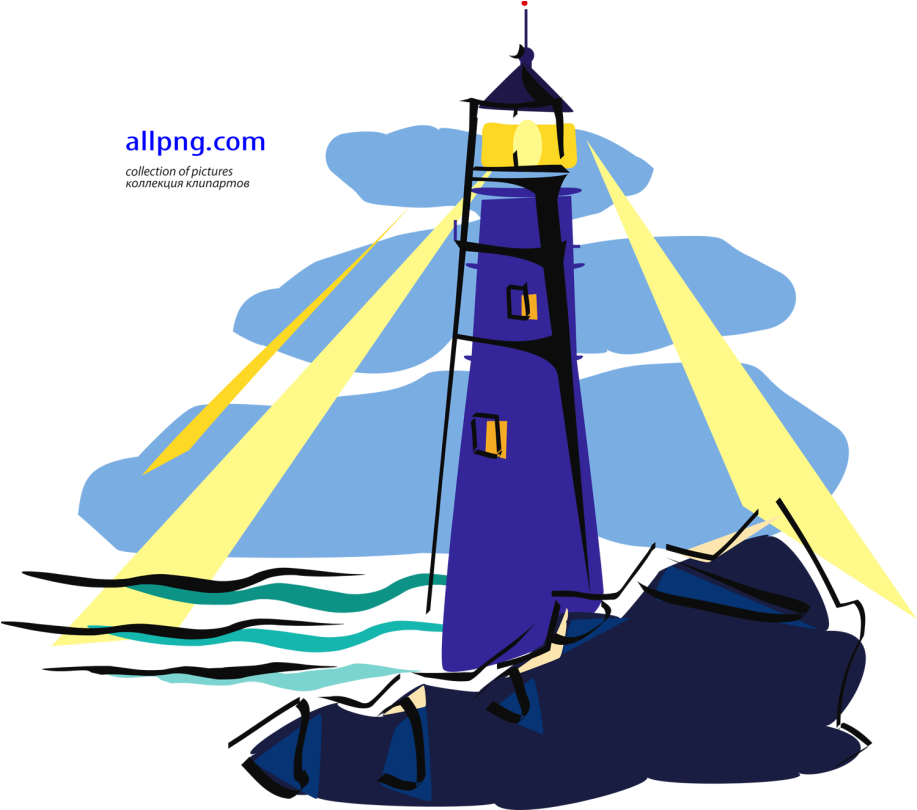 allpng.com
collection of pictures
коллекция клипартов